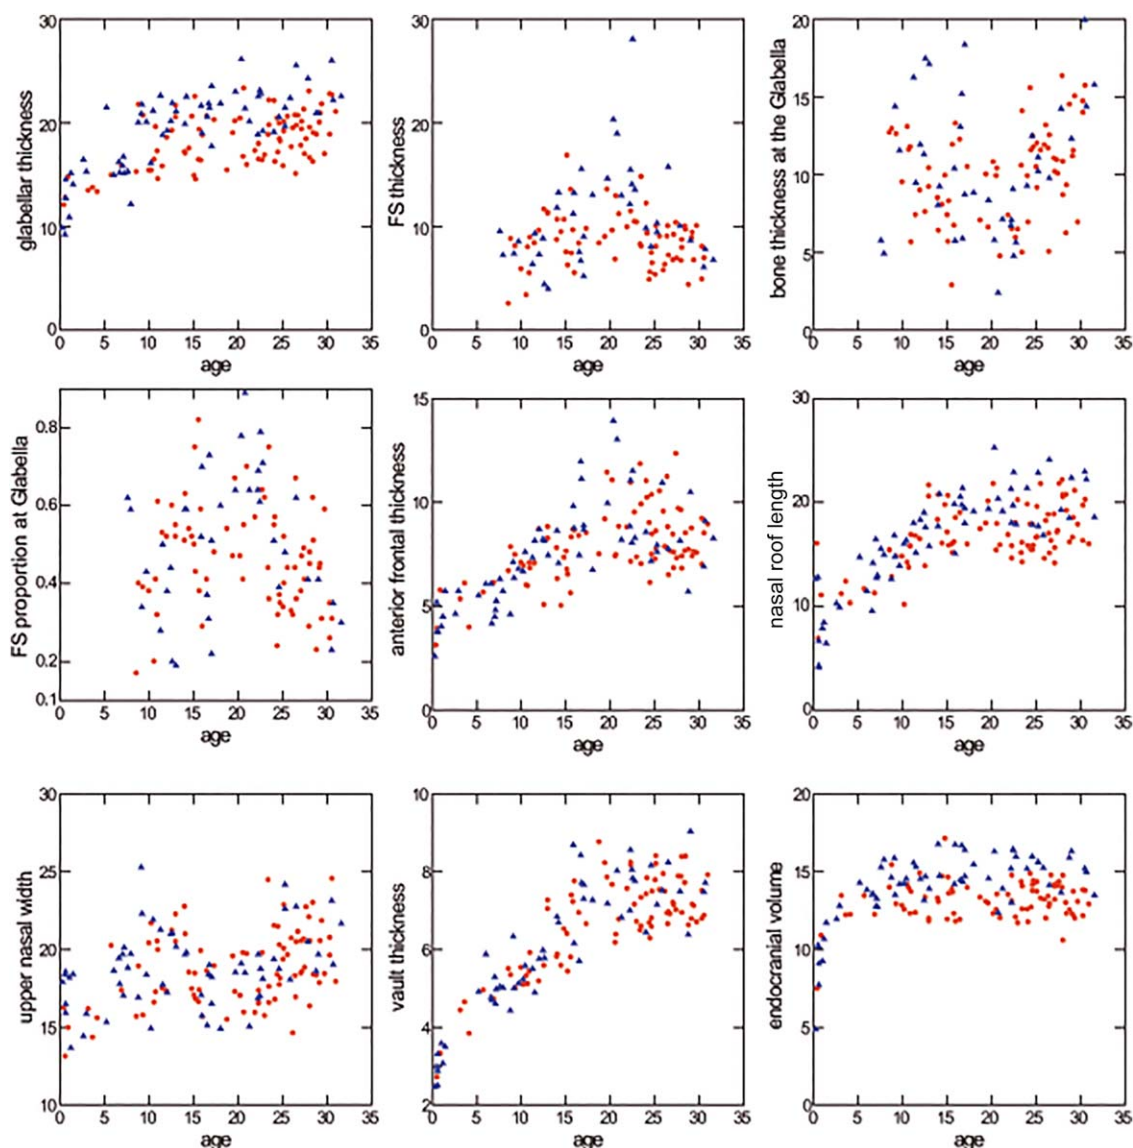 30
20
10
0
0 5 10 15 20 25 30 35
glabellar thickness
age
30
20
10
0
0 5 10 15 20 25 30 35
FS thickness
age
20
15
10
5
0
0 5 10 15 20 25 30 35
bone thickness at the Glabella
age
0.8
0.6
0.4
0.2
0.1
0 5 10 15 20 25 30 35
FS proportion at Glabella
age
15
10
5
0
0 5 10 15 20 25 30 35
anterior frontal thickness
age
30
20
10
0
0 5 10 15 20 25 30 35
nasal roof length
age
30
25
20
15
10
0 5 10 15 20 25 30 35
upper nasal width
age
10
8
6
4
2
0 5 10 15 20 25 30 35
vault thickness
age
20
15
10
5
0
0 5 10 15 20 25 30 35
endocranial volume
age